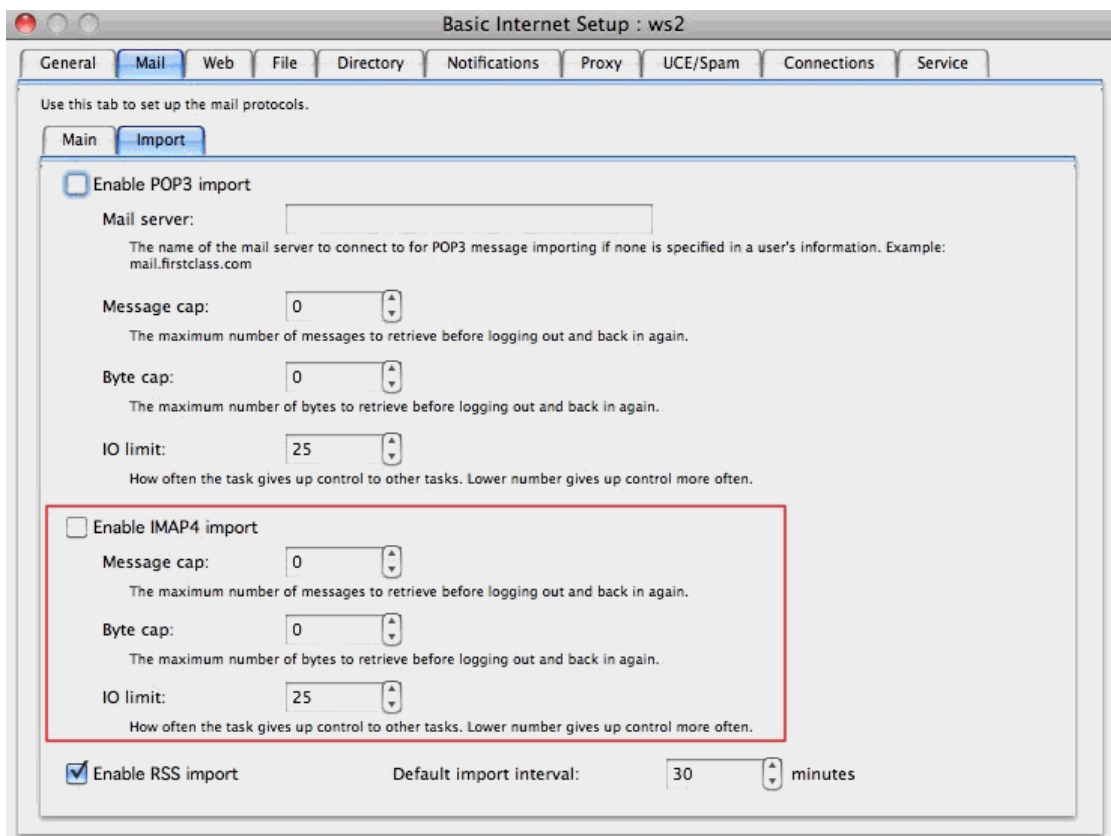 Basic Internet Setup : ws2
General Mail Web File Directory Notifications Proxy UCE/Spam Connections Service
Use this tab to set up the mail protocols.
Main Import
Enable POP3 import
Mail server:
The name of the mail server to connect to for POP3 message importing if none is specified in a user's information. Example:
mail.firstclass.com
Message cap: 0
The maximum number of messages to retrieve before logging out and back in again.
Byte cap: 0
The maximum number of bytes to retrieve before logging out and back in again.
IO limit: 25
How often the task gives up control to other tasks. Lower number gives up control more often.
Enable IMAP4 import
Message cap: 0
The maximum number of messages to retrieve before logging out and back in again.
Byte cap: 0
The maximum number of bytes to retrieve before logging out and back in again.
IO limit: 25
How often the task gives up control to other tasks. Lower number gives up control more often.
Enable RSS import Default import interval: 30 minutes